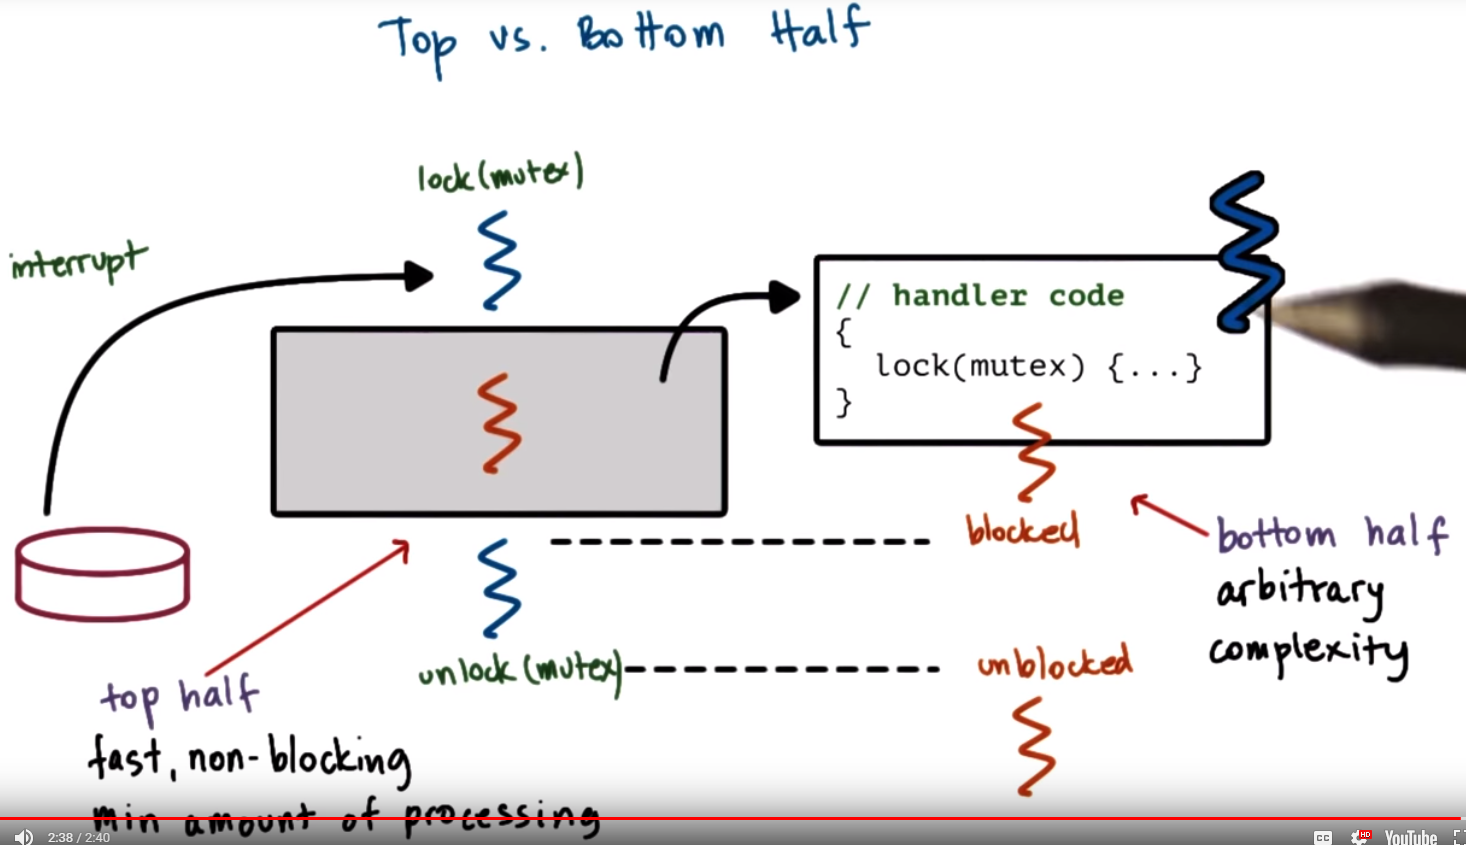 Top vs. Bottom Half
lock(mutex)
interrupt
// handler code
{
lock(mutex) {...}
}
blocked
bottom half
arbitrary
complexity
unlock(mutex)
unblocked
top half
fast, non-blocking
min amount of processing
2:38 / 2:40
CC
HD
YouTube